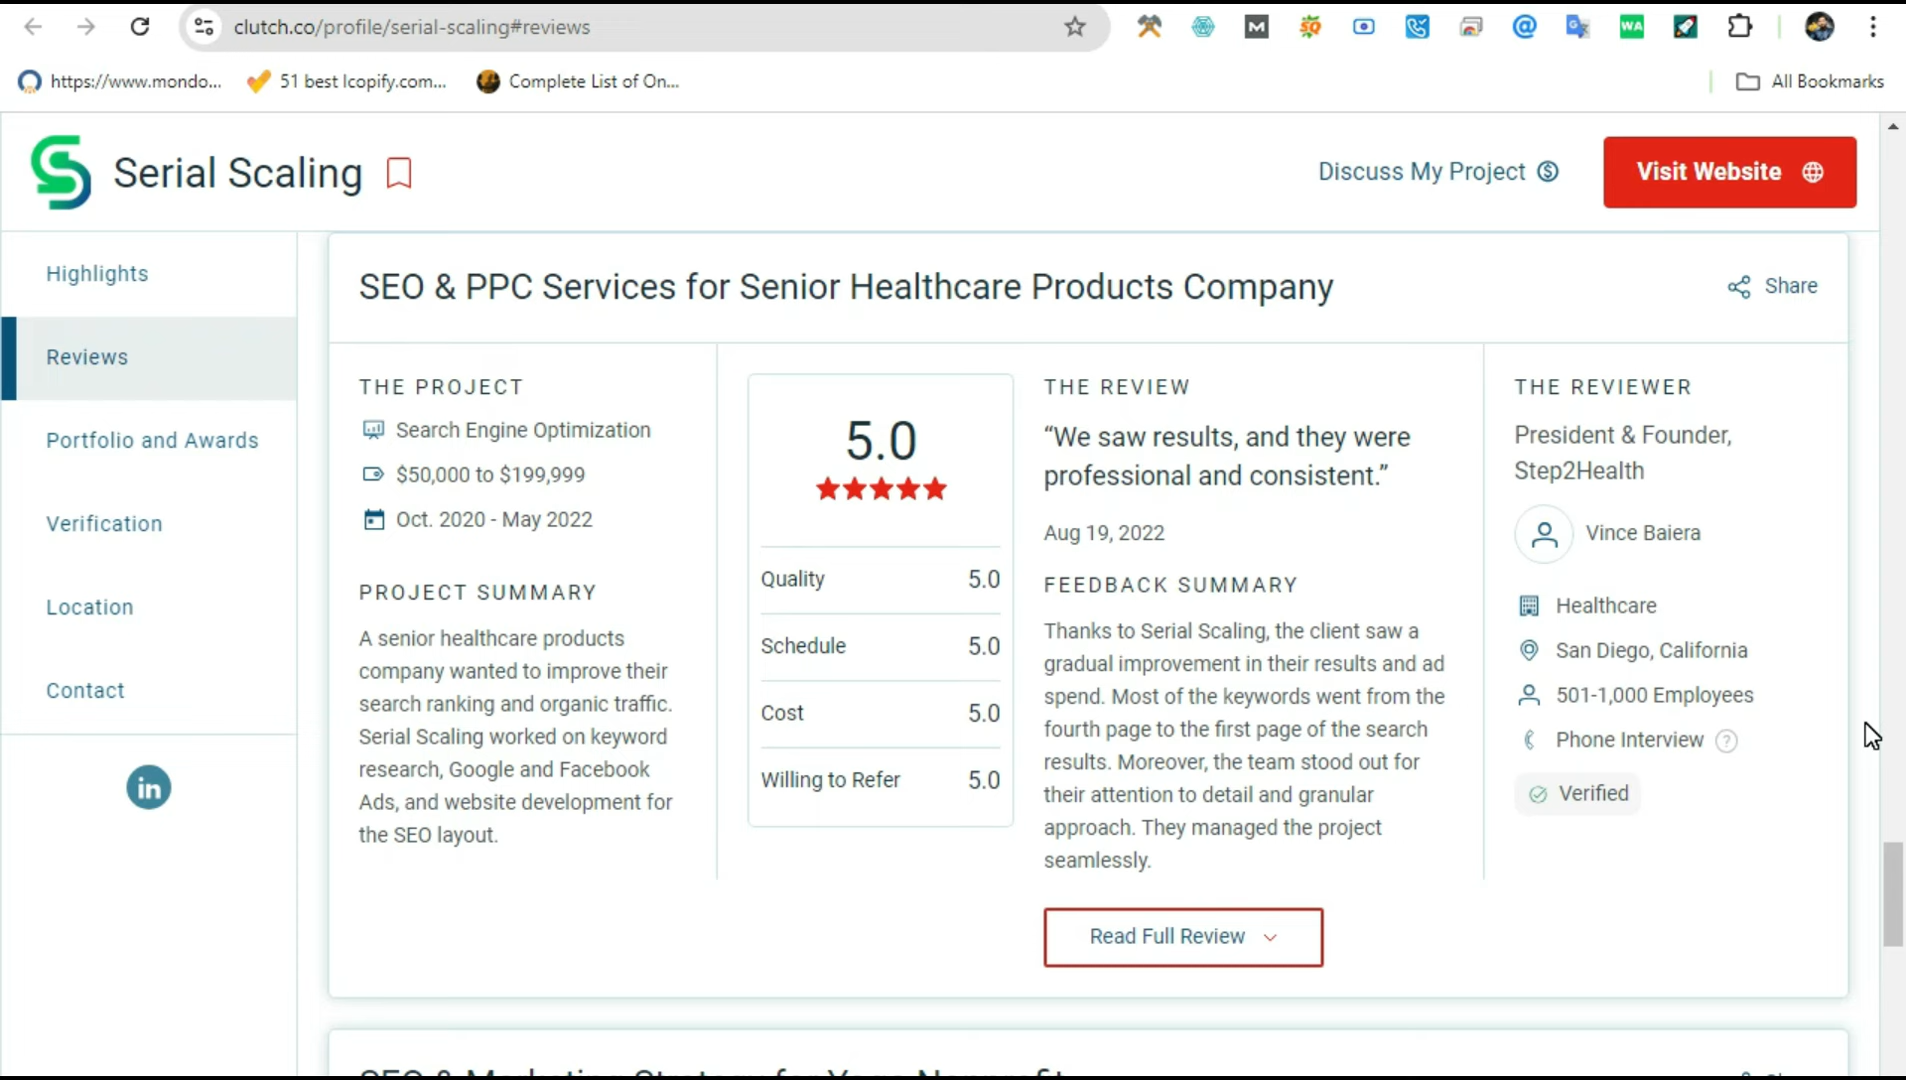 clutch.co/profile/serial-scaling#reviews
https://www.mondo...
51 best Icopify.com...
Complete List of On...
All Bookmarks
Serial Scaling
Discuss My Project
Visit Website
Highlights
Reviews
Portfolio and Awards
Verification
Location
Contact
in
SEO & PPC Services for Senior Healthcare Products Company
Share
THE PROJECT
Search Engine Optimization
$50,000 to $199,999
Oct. 2020 - May 2022
PROJECT SUMMARY
A senior healthcare products
company wanted to improve their
search ranking and organic traffic.
Serial Scaling worked on keyword
research, Google and Facebook
Ads, and website development for
the SEO layout.
5.0
Quality 5.0
Schedule 5.0
Cost 5.0
Willing to Refer 5.0
THE REVIEW
“We saw results, and they were
professional and consistent.”
Aug 19, 2022
FEEDBACK SUMMARY
Thanks to Serial Scaling, the client saw a
gradual improvement in their results and ad
spend. Most of the keywords went from the
fourth page to the first page of the search
results. Moreover, the team stood out for
their attention to detail and granular
approach. They managed the project
seamlessly.
Read Full Review
THE REVIEWER
President & Founder,
Step2Health
Vince Baiera
Healthcare
San Diego, California
501-1,000 Employees
Phone Interview ?
Verified
SEO & Marketing Strategy for Yoga Nonprofit